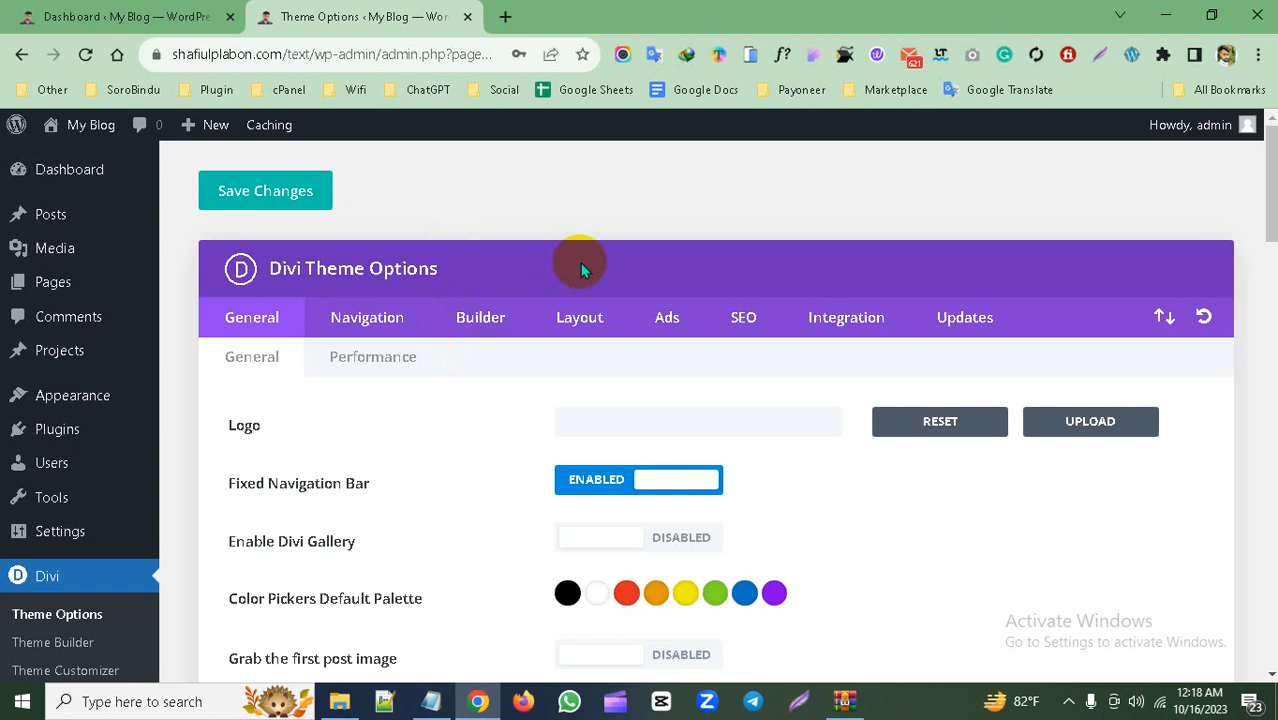 Dashboard ‹ My Blog — WordPre
Theme Options ‹ My Blog — Wor
shafiulplabon.com/text/wp-admin/admin.php?page...
f?
621
Other
SoroBindu
Plugin
cPanel
Wifi
ChatGPT
Social
Google Sheets
Google Docs
Payoneer
Marketplace
Google Translate
All Bookmarks
My Blog
0
New
Caching
Howdy, admin
Dashboard
Posts
Media
Pages
Comments
Projects
Appearance
Plugins
Users
Tools
Settings
Divi
Theme Options
Theme Builder
Theme Customizer
Save Changes
D
Divi Theme Options
General
Navigation
Builder
Layout
Ads
SEO
Integration
Updates
General
Performance
Logo
RESET
UPLOAD
Fixed Navigation Bar
ENABLED
Enable Divi Gallery
DISABLED
Color Pickers Default Palette
Grab the first post image
DISABLED
Activate Windows
Go to Settings to activate Windows.
Type here to search
82°F
12:18 AM
10/16/2023
23